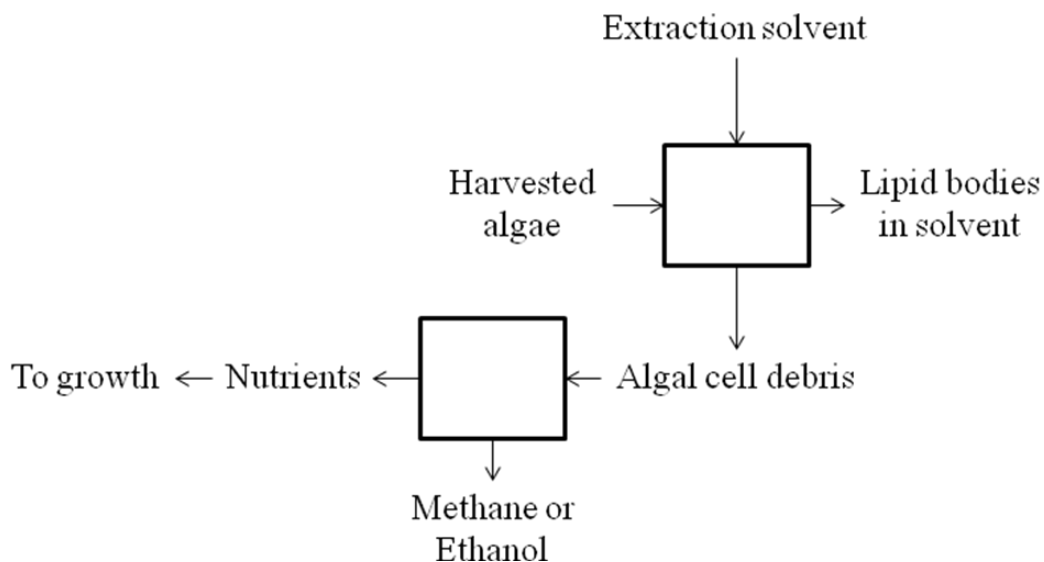 Extraction solvent
Harvested
algae
Lipid bodies
in solvent
To growth
Nutrients
Algal cell debris
Methane or
Ethanol